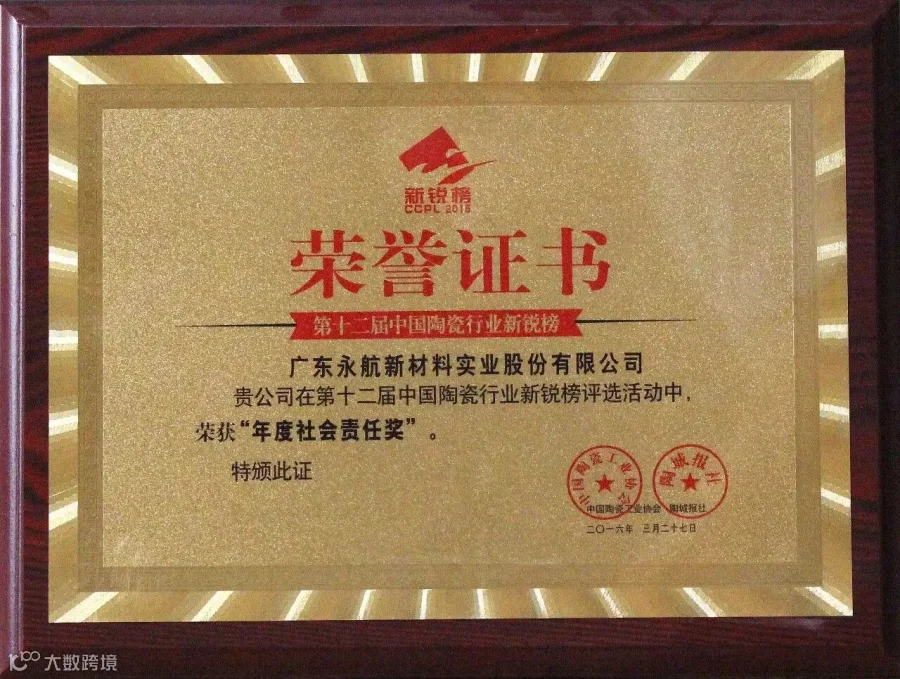 新锐榜
CCPL 2015
荣誉证书
第十二届中国陶瓷行业新锐榜
广东永航新材料实业股份有限公司
贵公司在第十二届中国陶瓷行业新锐榜评选活动中，
荣获“年度社会责任奖”。
特颁此证
中国陶瓷工业协会
陶城报社
中国陶瓷工业协会 陶城报社
二〇一六年 三月二十七日
大数跨境